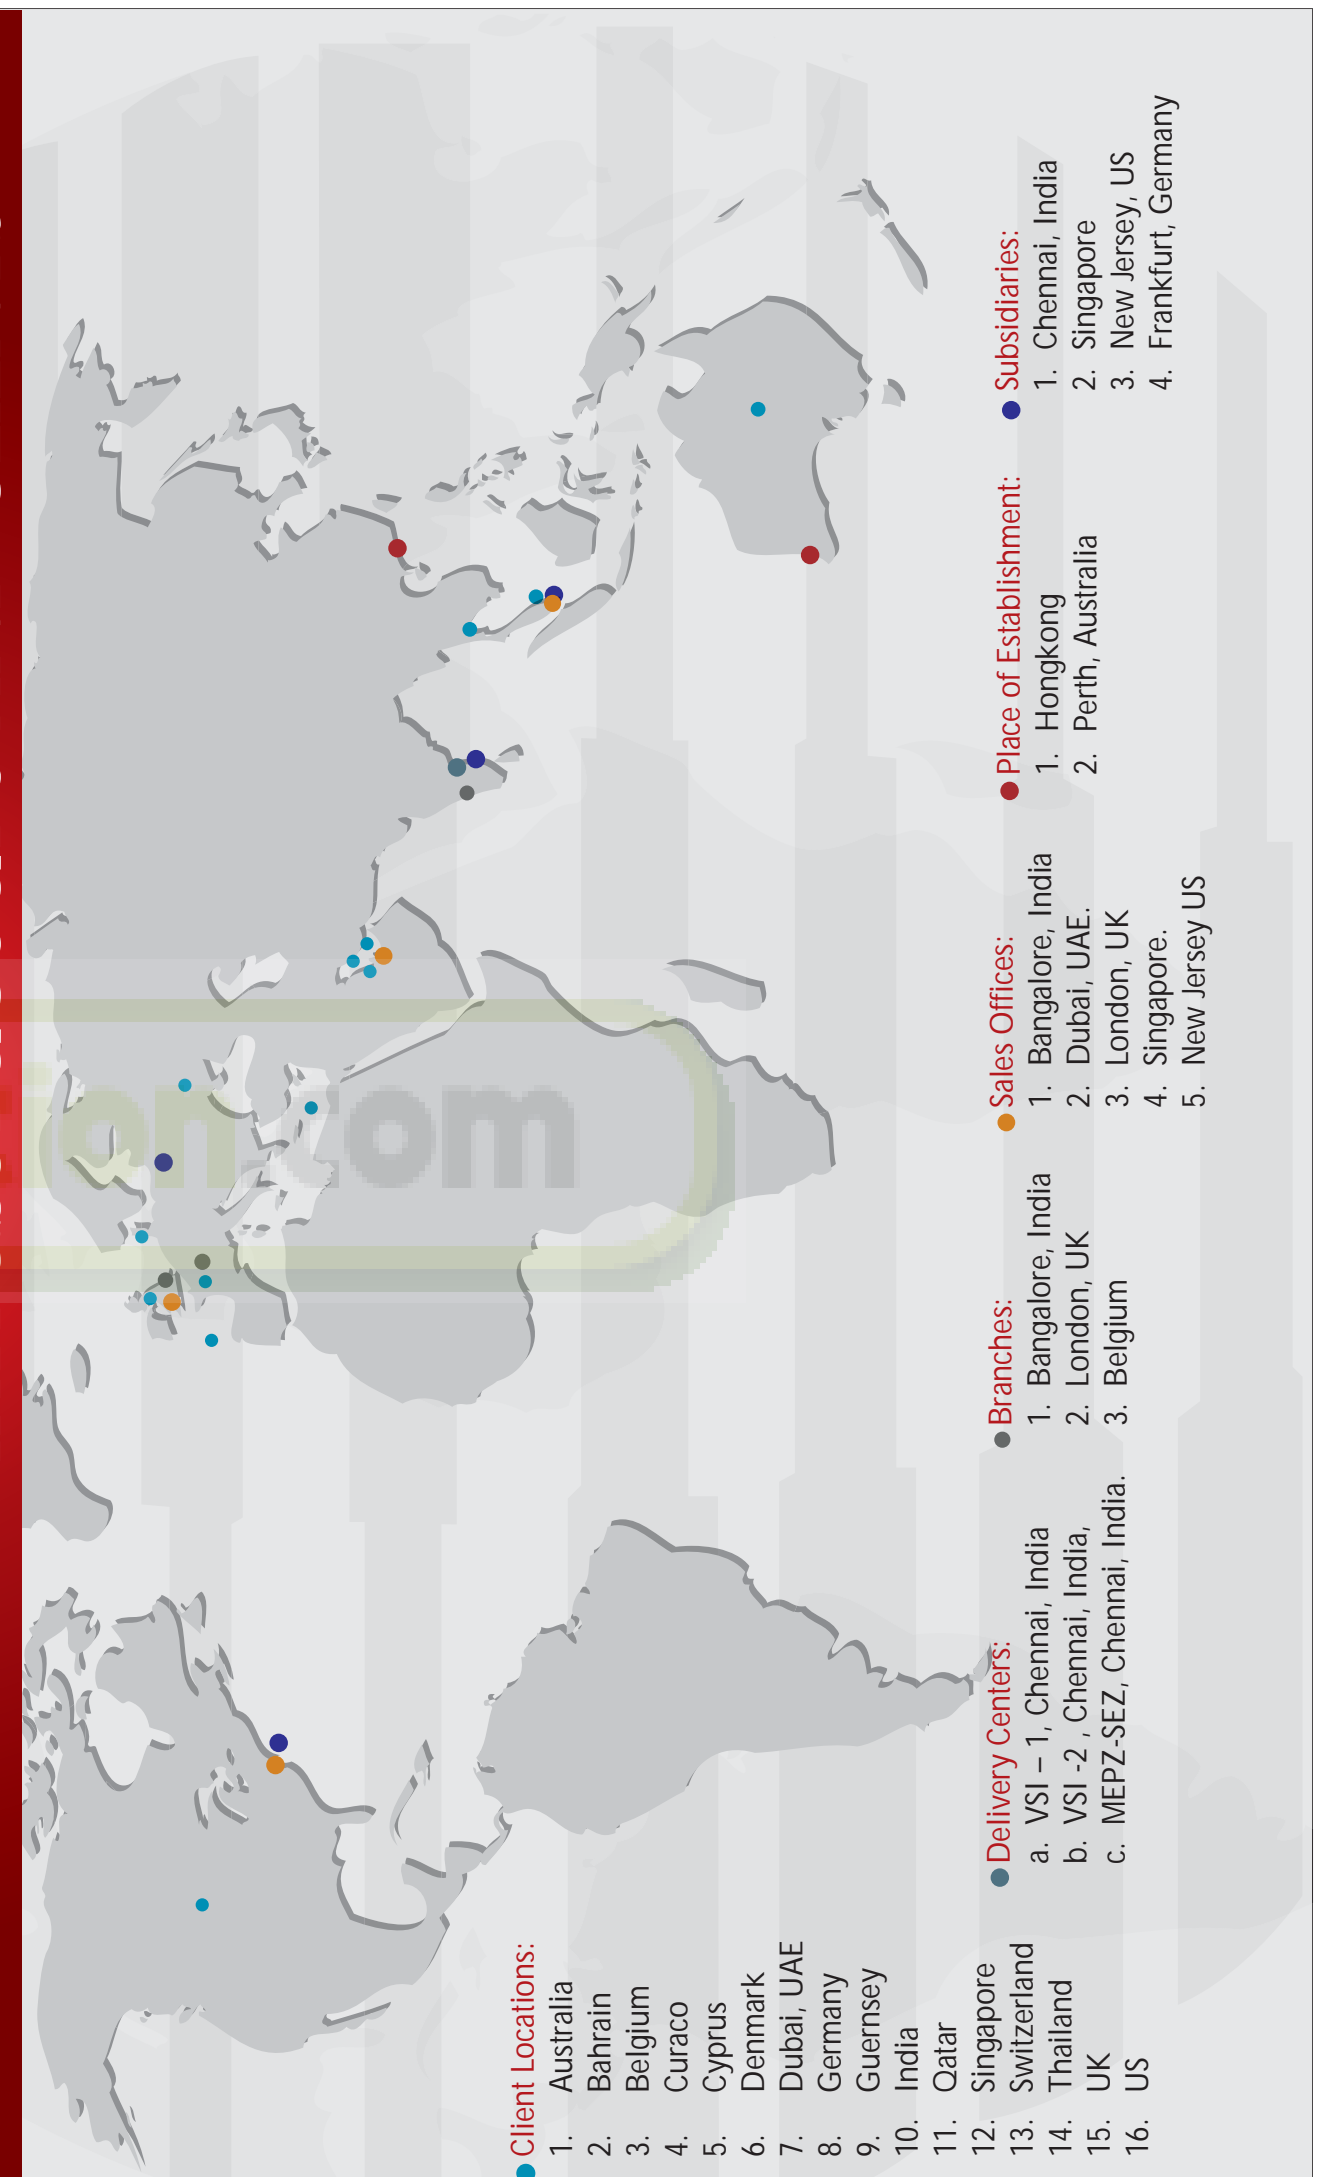 Client Locations:
1. Australia
2. Bahrain
3. Belgium
4. Curaco
5. Cyprus
6. Denmark
7. Dubai, UAE
8. Germany
9. Guernsey
10. India
11. Qatar
12. Singapore
13. Switzerland
14. Thailand
15. UK
16. US
Delivery Centers:
a. VSI – 1, Chennai, India
b. VSI -2 , Chennai, India,
c. MEPZ-SEZ, Chennai, India.
Branches:
1. Bangalore, India
2. London, UK
3. Belgium
Sales Offices:
1. Bangalore, India
2. Dubai, UAE.
3. London, UK
4. Singapore.
5. New Jersey US
Place of Establishment:
1. Hongkong
2. Perth, Australia
Subsidiaries:
1. Chennai, India
2. Singapore
3. New Jersey, US
4. Frankfurt, Germany
ion.com